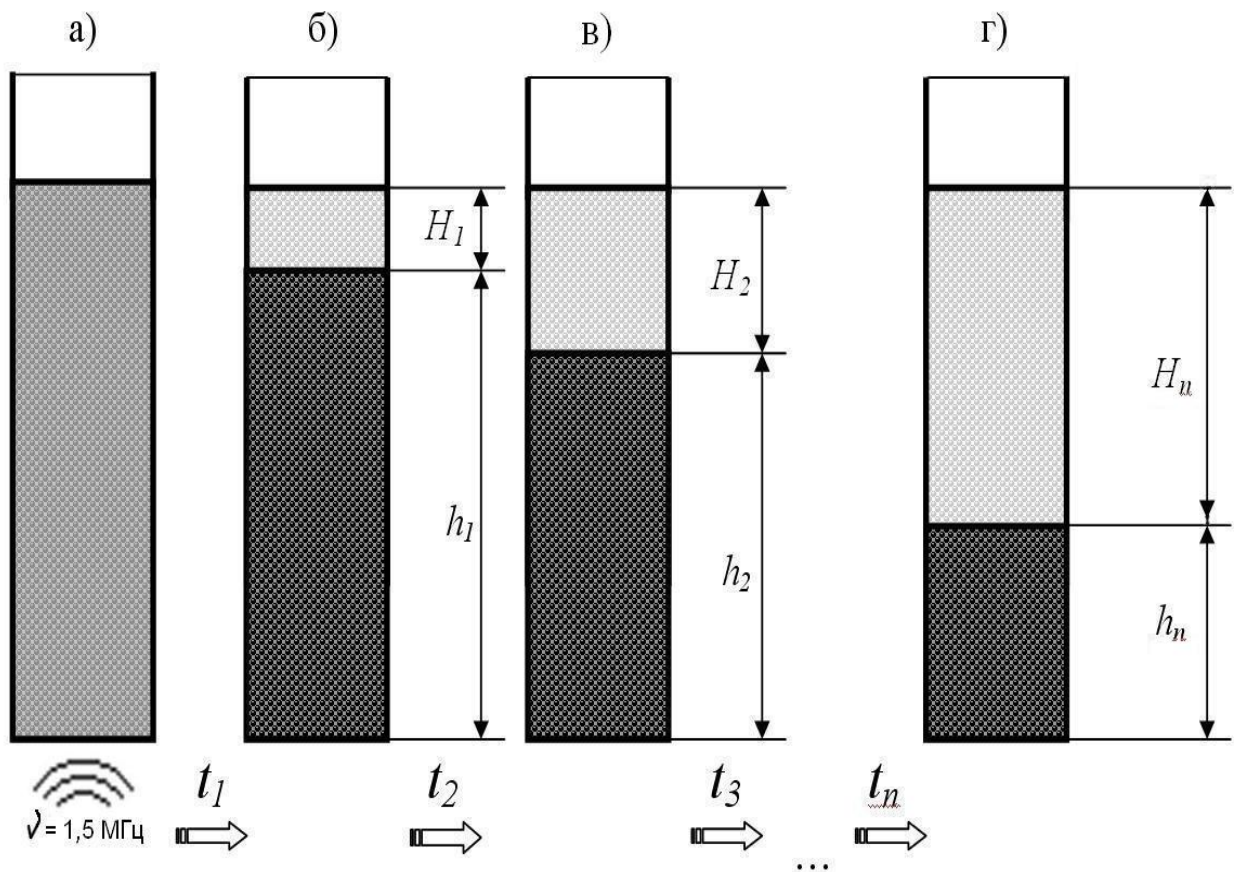 а) б) в) г)
H₁ H₂ Hₙ
h₁ h₂ hₙ
t₁ t₂ t₃ tₙ
ν = 1,5 МГц
...